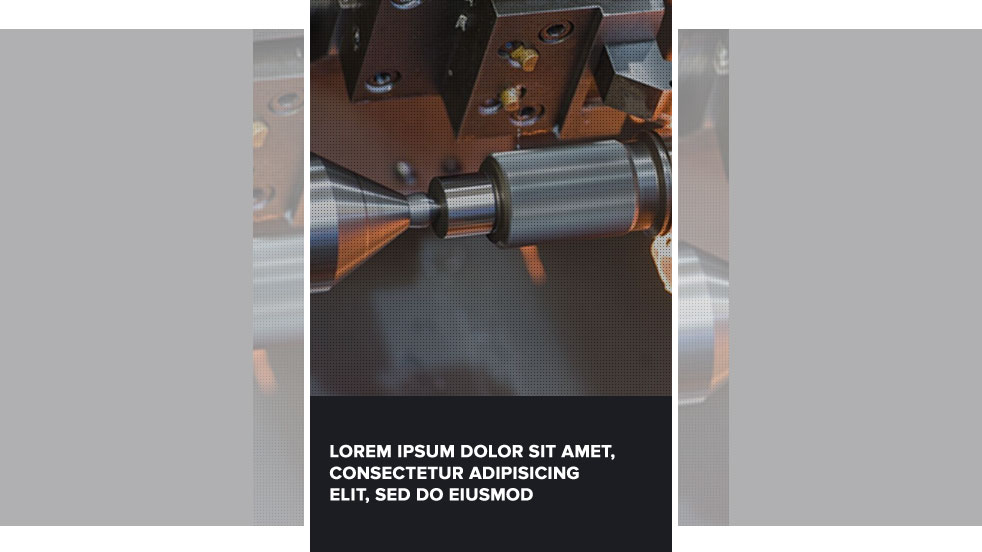 LOREM IPSUM DOLOR SIT AMET,
CONSECTETUR ADIPISICING
ELIT, SED DO EIUSMOD